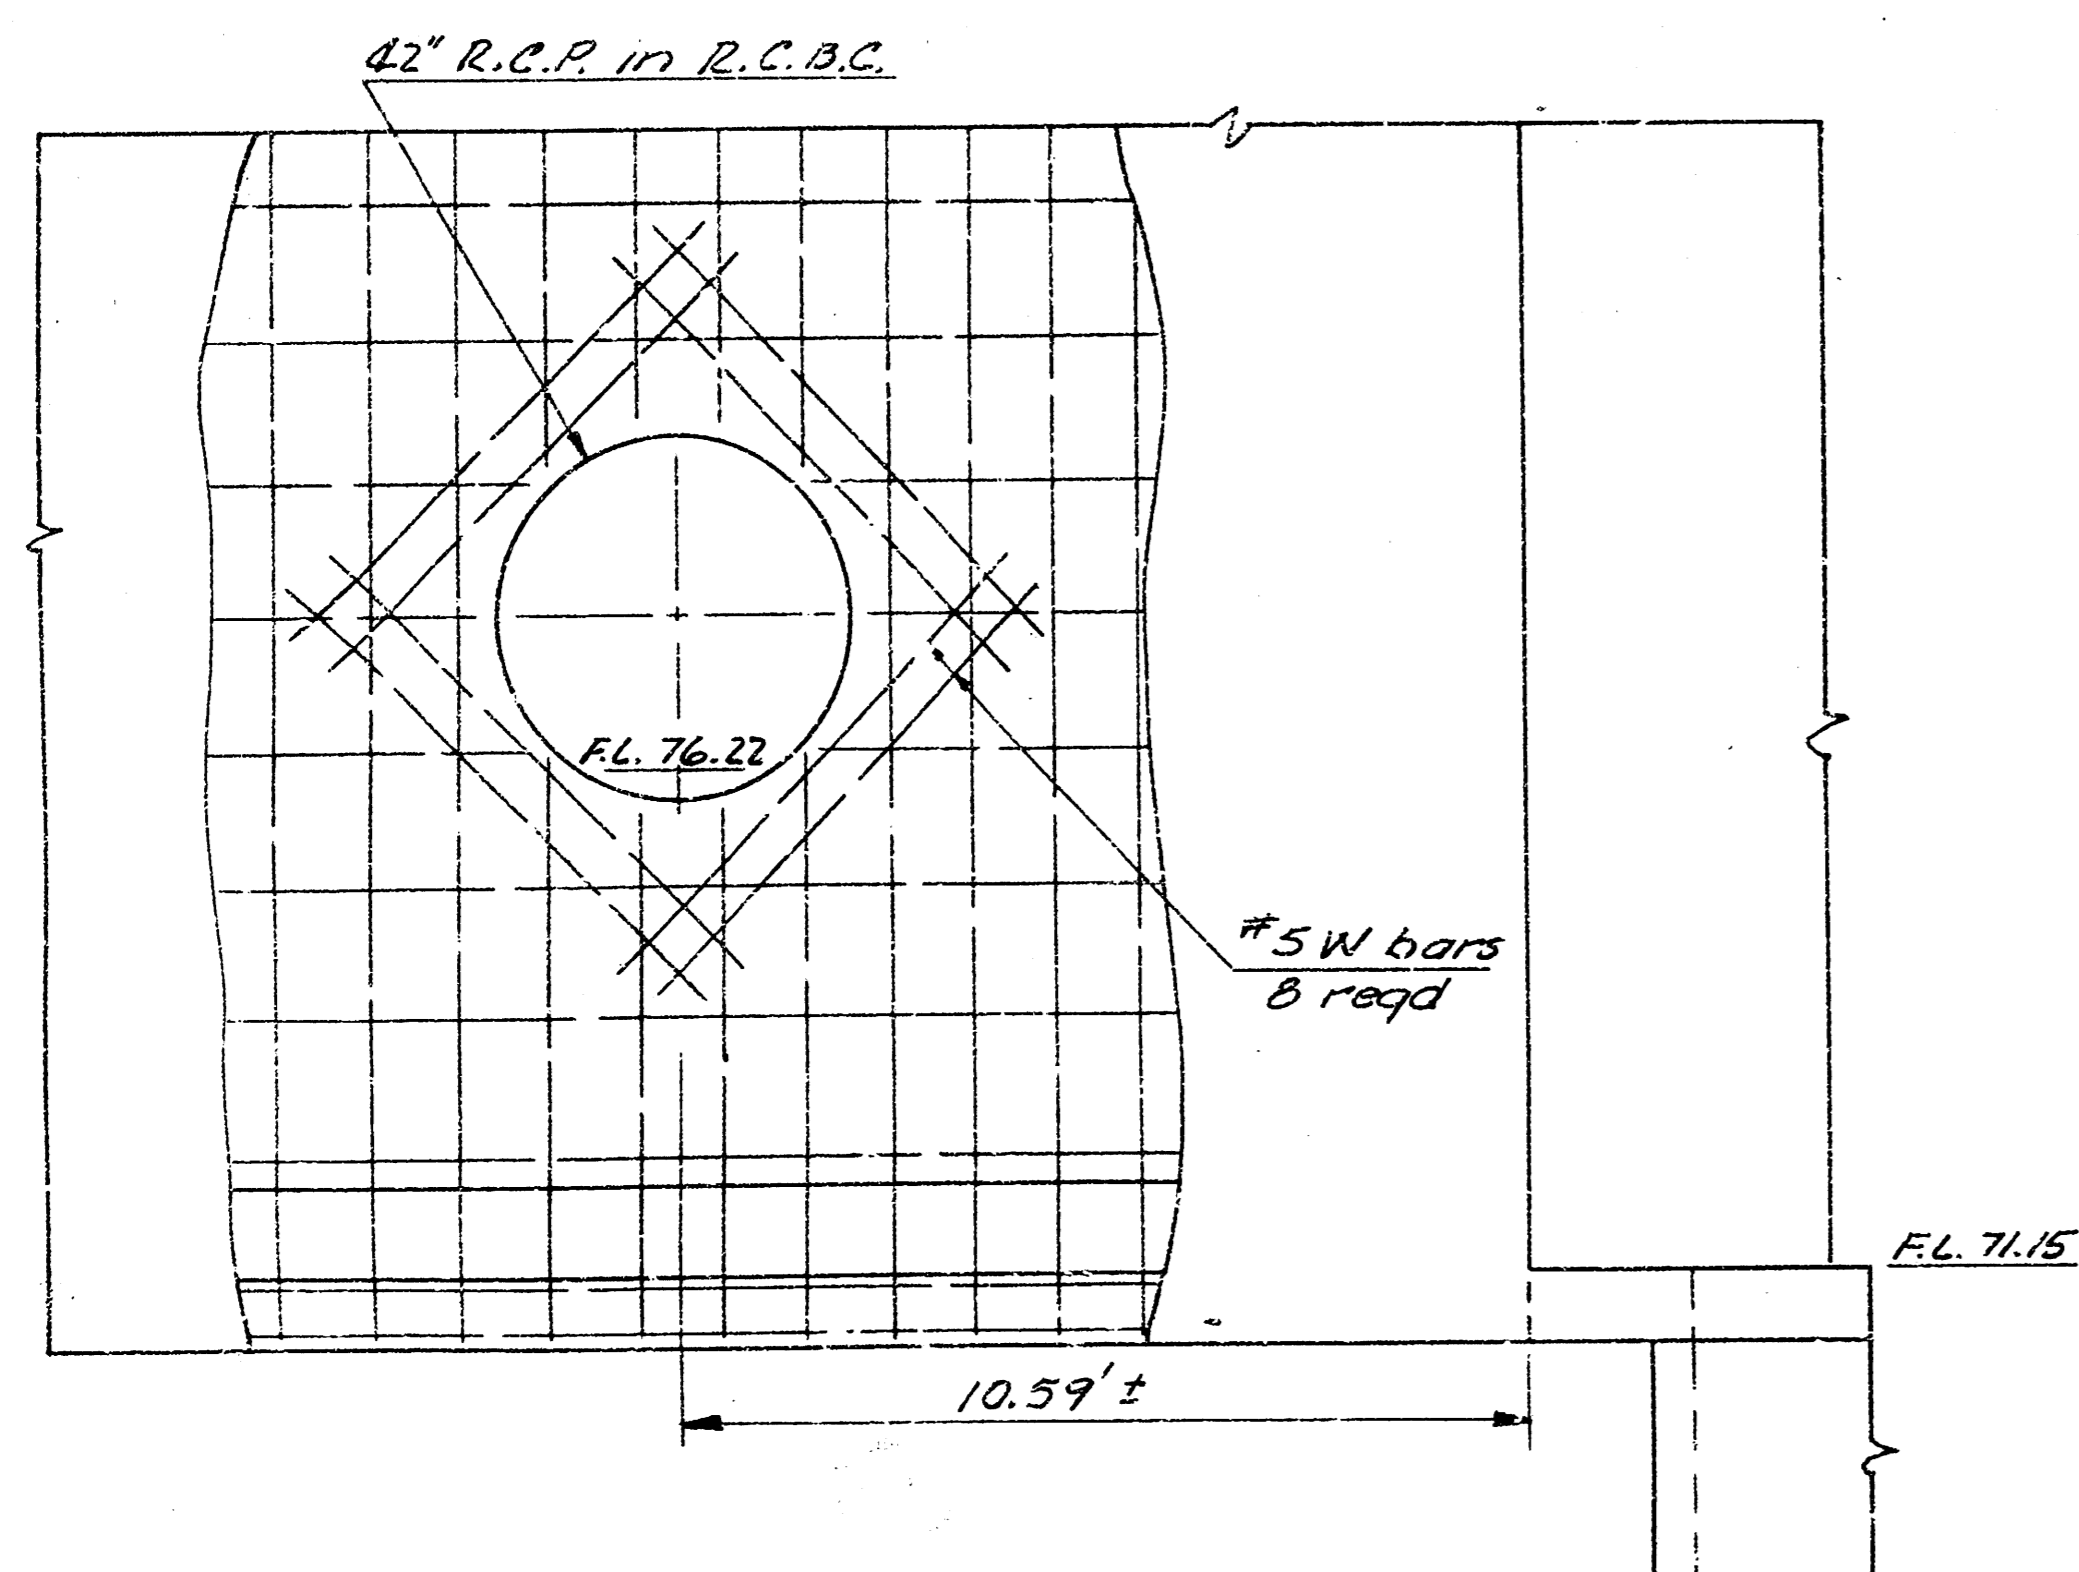 42" R.C.P. in R.C.B.C.
F.L. 76.22
#5 W bars
8 reqd
F.L. 71.15
10.59' ±